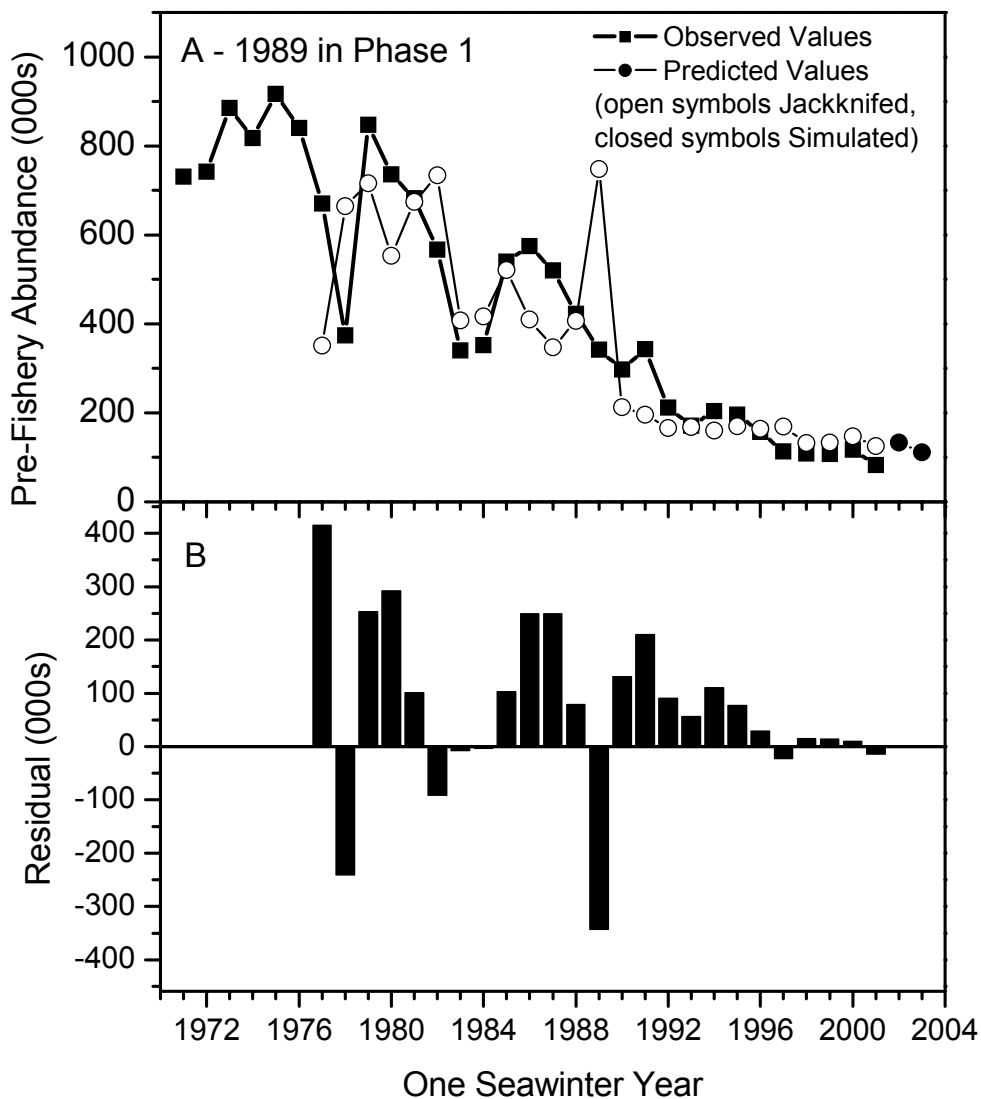 A - 1989 in Phase 1
Observed Values
Predicted Values
(open symbols Jackknifed,
closed symbols Simulated)
Pre-Fishery Abundance (000s)
1000
800
600
400
200
0
B
Residual (000s)
400
300
200
100
0
-100
-200
-300
-400
1972 1976 1980 1984 1988 1992 1996 2000 2004
One Seawinter Year